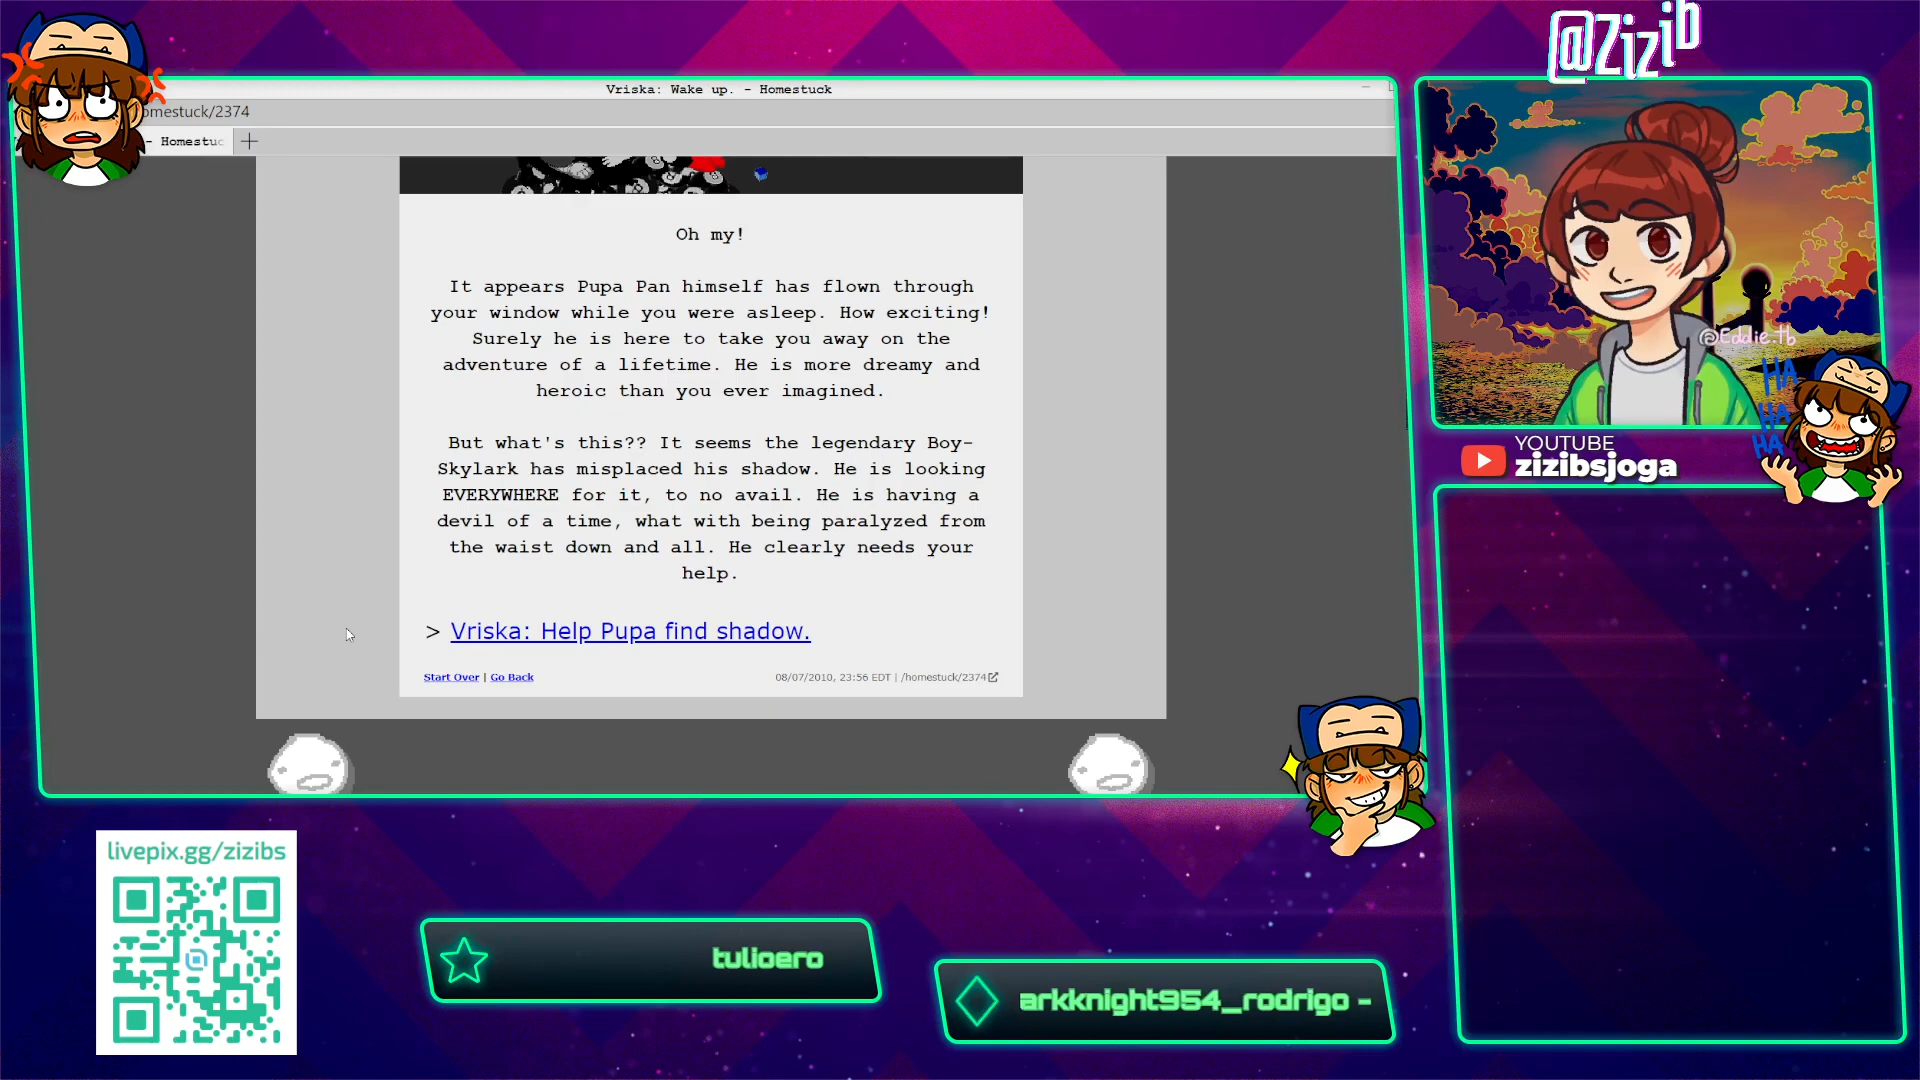 @Zizib
Vriska: Wake up. - Homestuck
omestuck/2374
- Homestuc
Oh my!
It appears Pupa Pan himself has flown through
your window while you were asleep. How exciting!
Surely he is here to take you away on the
adventure of a lifetime. He is more dreamy and
heroic than you ever imagined.
But what's this?? It seems the legendary Boy-
Skylark has misplaced his shadow. He is looking
EVERYWHERE for it, to no avail. He is having a
devil of a time, what with being paralyzed from
the waist down and all. He clearly needs your
help.
> Vriska: Help Pupa find shadow.
Start Over | Go Back
08/07/2010, 23:56 EDT | /homestuck/2374
@Eddie.tb
HA
HA
HA
YOUTUBE
zizibsjoga
livepix.gg/zizibs
tulioero
arkknight954_rodrigo -